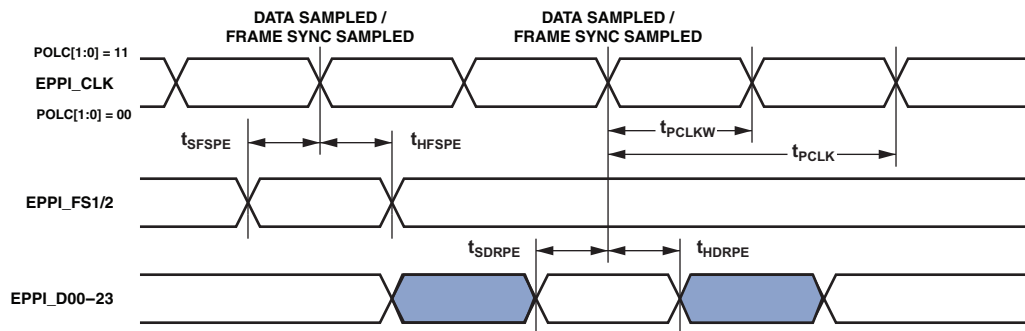 DATA SAMPLED /
FRAME SYNC SAMPLED
DATA SAMPLED /
FRAME SYNC SAMPLED
POLC[1:0] = 11
EPPI_CLK
POLC[1:0] = 00
tSFSPE
tHFSPE
tPCLKW
tPCLK
EPPI_FS1/2
tSDRPE
tHDRPE
EPPI_D00–23